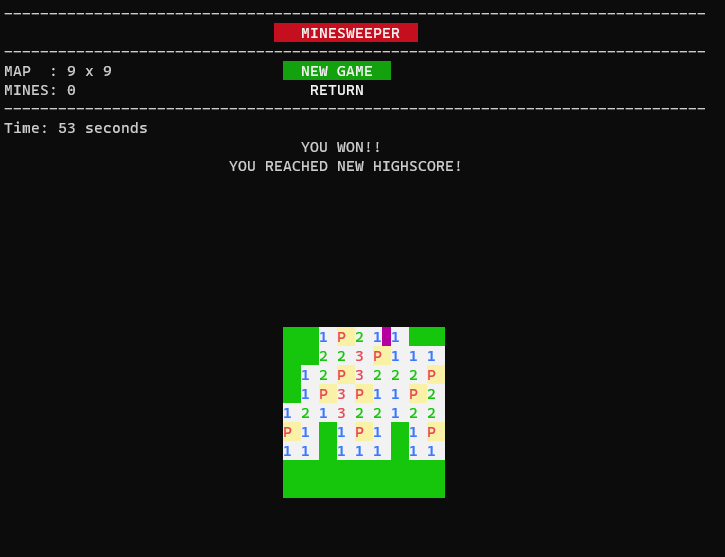 MINESWEEPER
MAP  : 9 x 9
NEW GAME
MINES: 0
RETURN
Time: 53 seconds
YOU WON!!
YOU REACHED NEW HIGHSCORE!
1 P 2 1 1
2 2 3 P 1 1 1
1 2 P 3 2 2 2 P
1 P 3 P 1 1 P 2
1 2 1 3 2 2 1 2 2
P 1 1 P 1 1 P
1 1 1 1 1 1 1